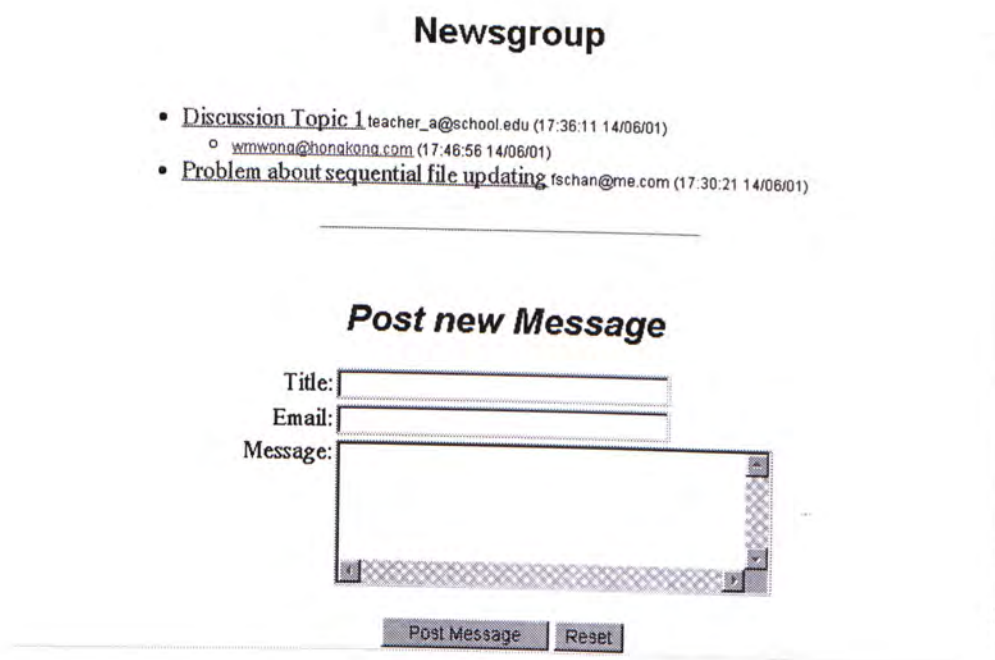 Newsgroup
Discussion Topic 1 teacher_a@school.edu (17:36:11 14/06/01)
wmwong@hongkong.com (17:46:56 14/06/01)
Problem about sequential file updating fschan@me.com (17:30:21 14/06/01)
Post new Message
Title:
Email:
Message:
Post Message Reset